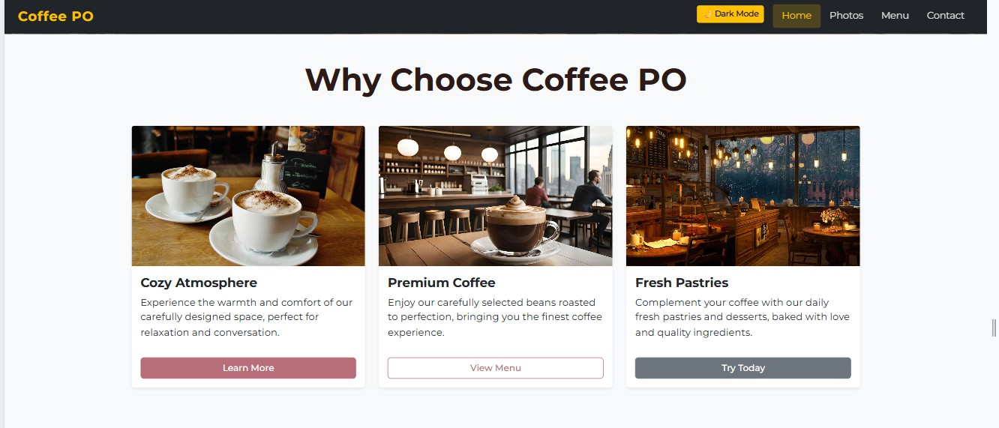 Coffee PO
🌙 Dark Mode
Home
Photos
Menu
Contact
Why Choose Coffee PO
Cozy Atmosphere
Experience the warmth and comfort of our
carefully designed space, perfect for
relaxation and conversation.
Learn More
Premium Coffee
Enjoy our carefully selected beans roasted
to perfection, bringing you the finest coffee
experience.
View Menu
Fresh Pastries
Complement your coffee with our daily
fresh pastries and desserts, baked with love
and quality ingredients.
Try Today